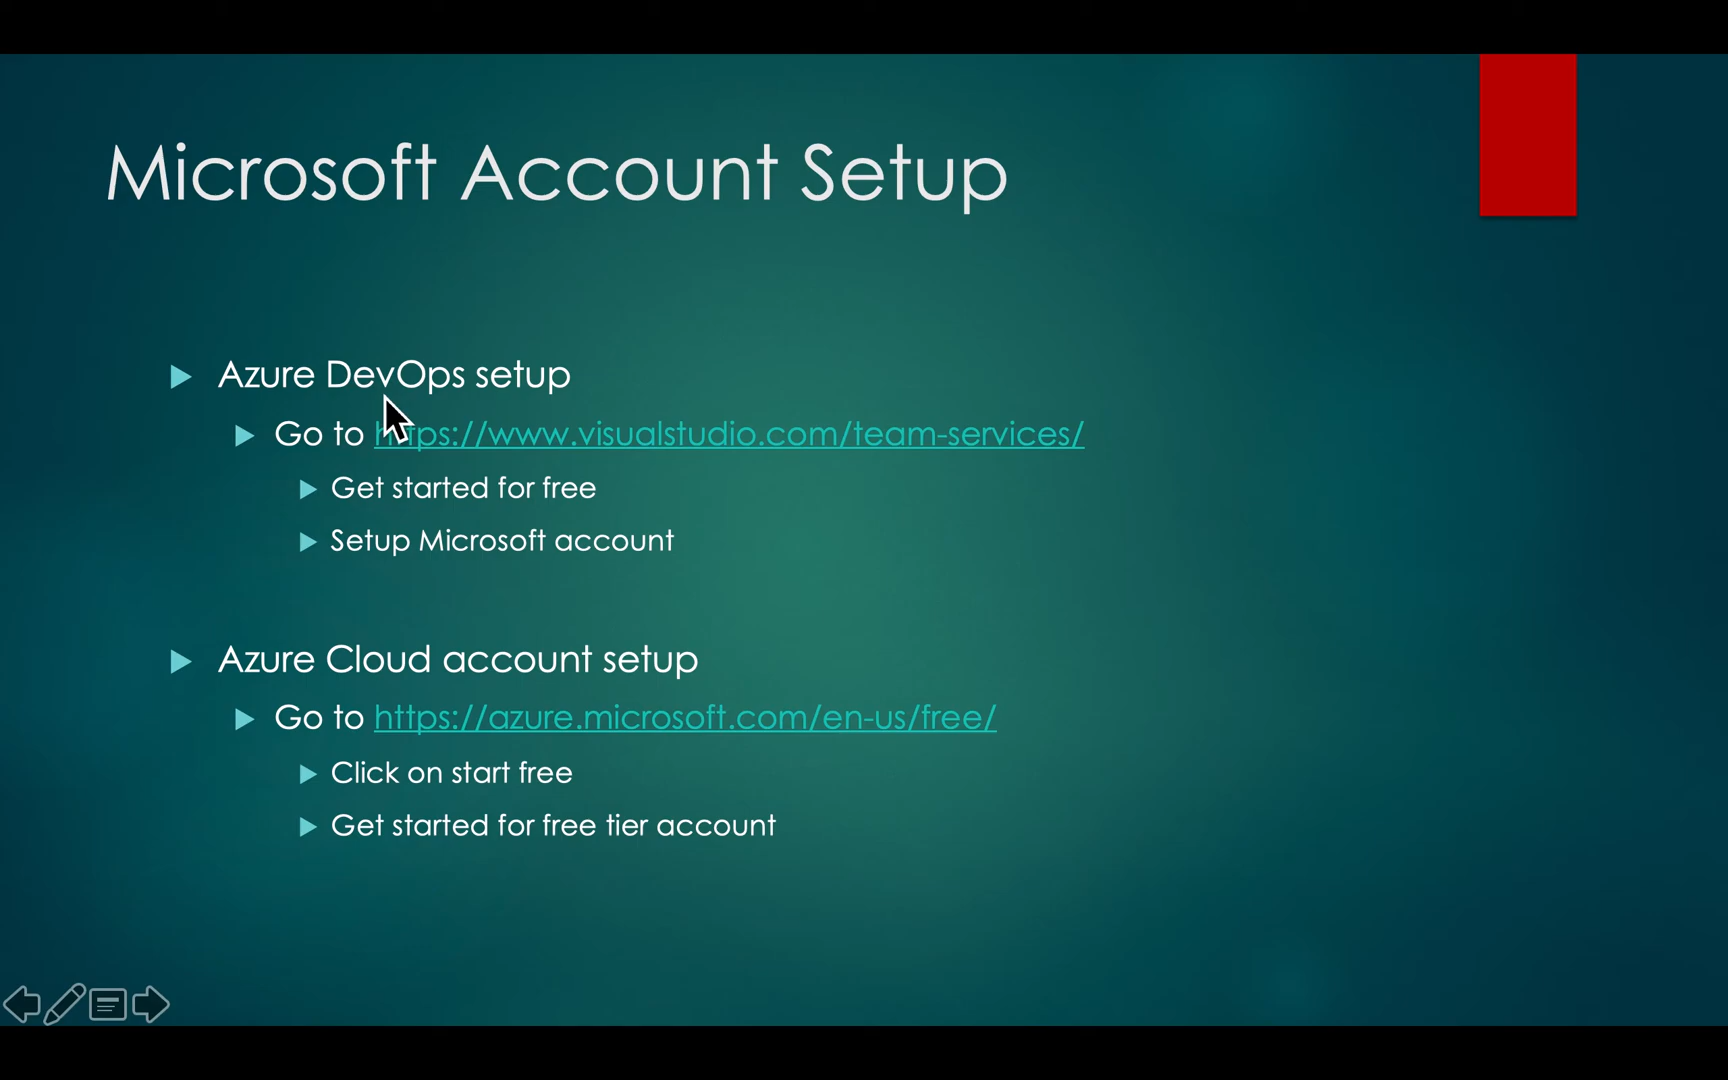 Microsoft Account Setup
Azure DevOps setup
Go to https://www.visualstudio.com/team-services/
Get started for free
Setup Microsoft account
Azure Cloud account setup
Go to https://azure.microsoft.com/en-us/free/
Click on start free
Get started for free tier account